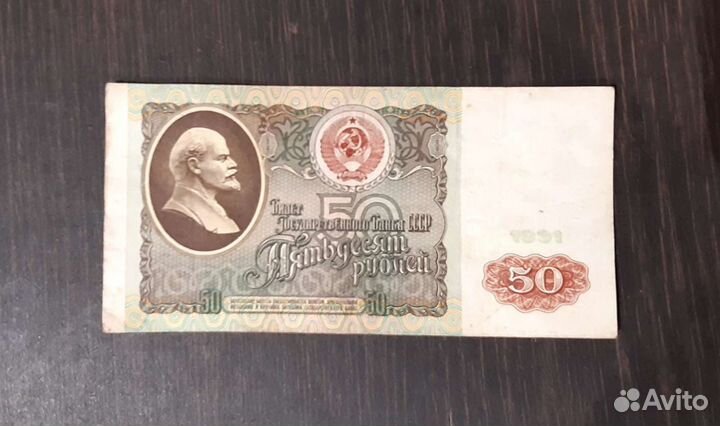 50
Билет
Государственного Банка СССР
Пятьдесят
рублей
50
50
1991
50
Avito